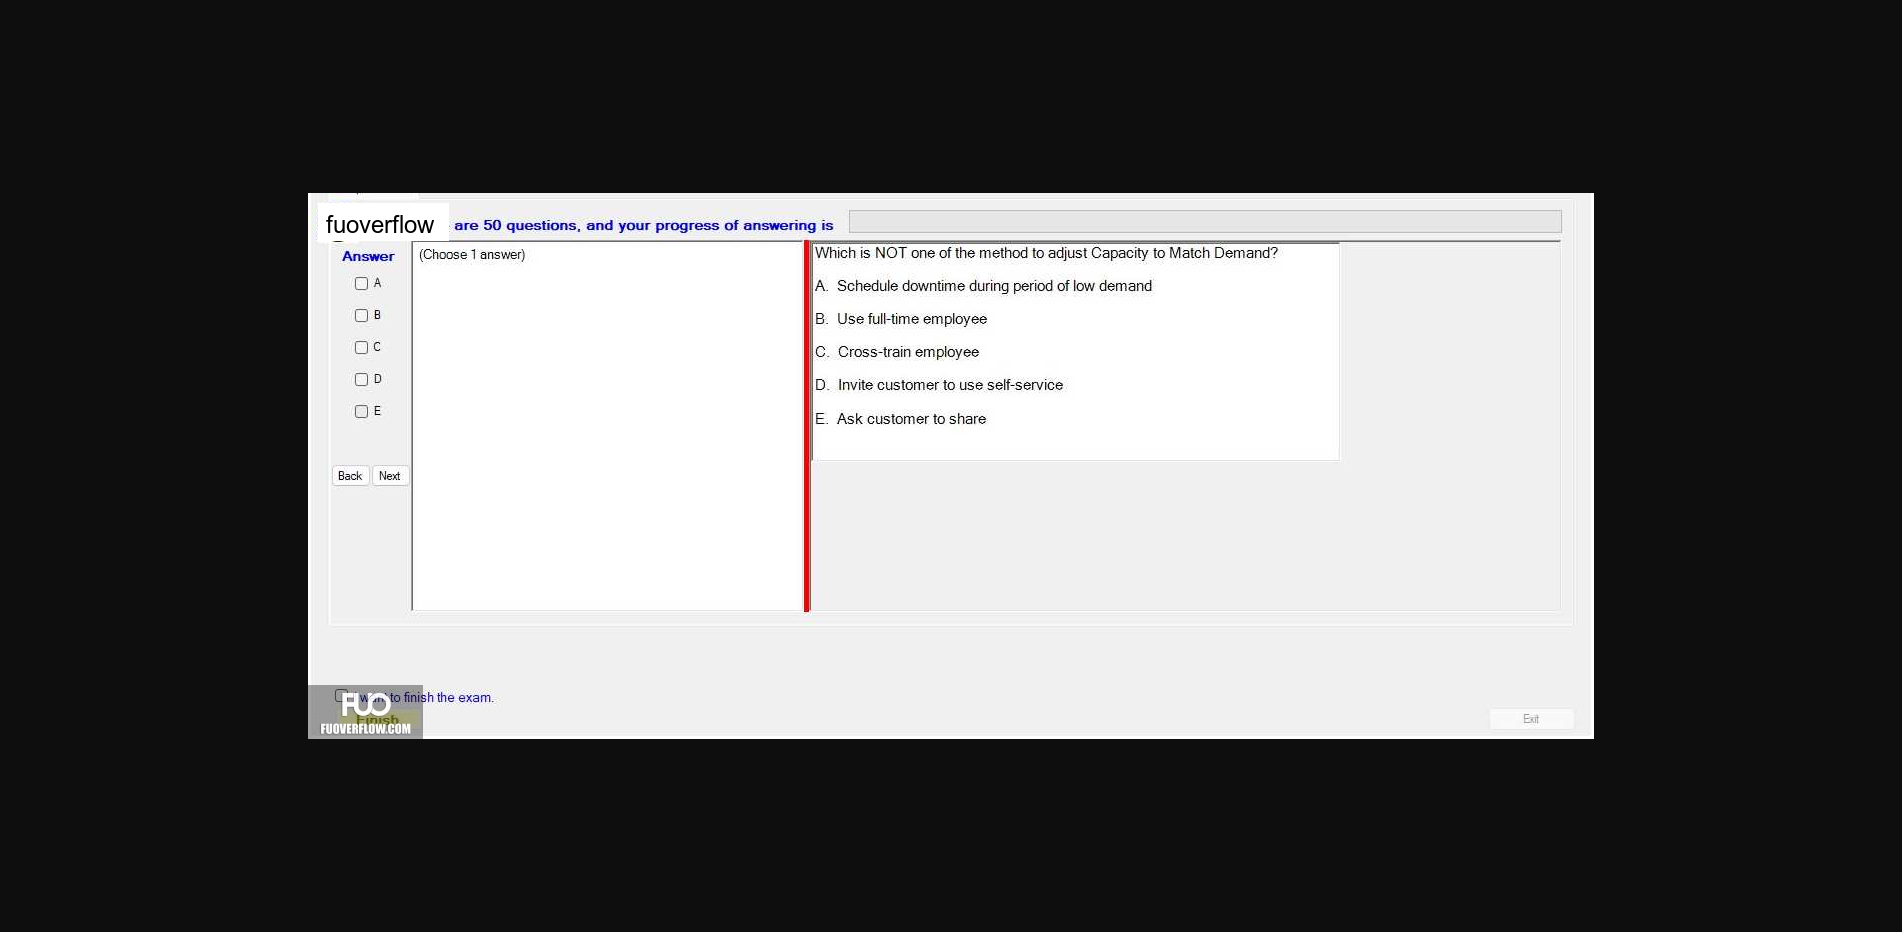 fuoverflow are 50 questions, and your progress of answering is
Answer
(Choose 1 answer)
A
B
C
D
E
Back Next
Which is NOT one of the method to adjust Capacity to Match Demand?
A. Schedule downtime during period of low demand
B. Use full-time employee
C. Cross-train employee
D. Invite customer to use self-service
E. Ask customer to share
I want to finish the exam.
FUO
Finish
FUOVERFLOW.COM
Exit